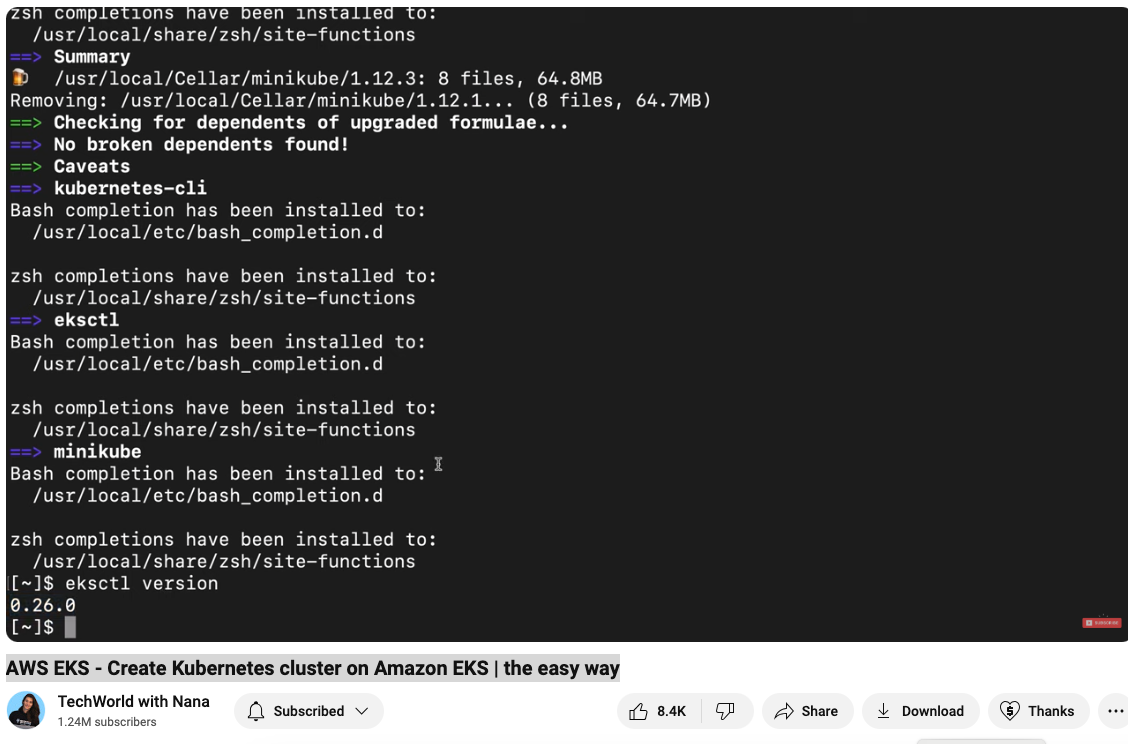 zsh completions have been installed to:
/usr/local/share/zsh/site-functions
==> Summary
/usr/local/Cellar/minikube/1.12.3: 8 files, 64.8MB
Removing: /usr/local/Cellar/minikube/1.12.1... (8 files, 64.7MB)
==> Checking for dependents of upgraded formulae...
==> No broken dependents found!
==> Caveats
==> kubernetes-cli
Bash completion has been installed to:
/usr/local/etc/bash_completion.d
zsh completions have been installed to:
/usr/local/share/zsh/site-functions
==> eksctl
Bash completion has been installed to:
/usr/local/etc/bash_completion.d
zsh completions have been installed to:
/usr/local/share/zsh/site-functions
==> minikube
Bash completion has been installed to:
/usr/local/etc/bash_completion.d
zsh completions have been installed to:
/usr/local/share/zsh/site-functions
[~]$ eksctl version
0.26.0
[~]$
SUBSCRIBE
AWS EKS - Create Kubernetes cluster on Amazon EKS | the easy way
TechWorld with Nana
1.24M subscribers
Subscribed
8.4K
Share
Download
Thanks